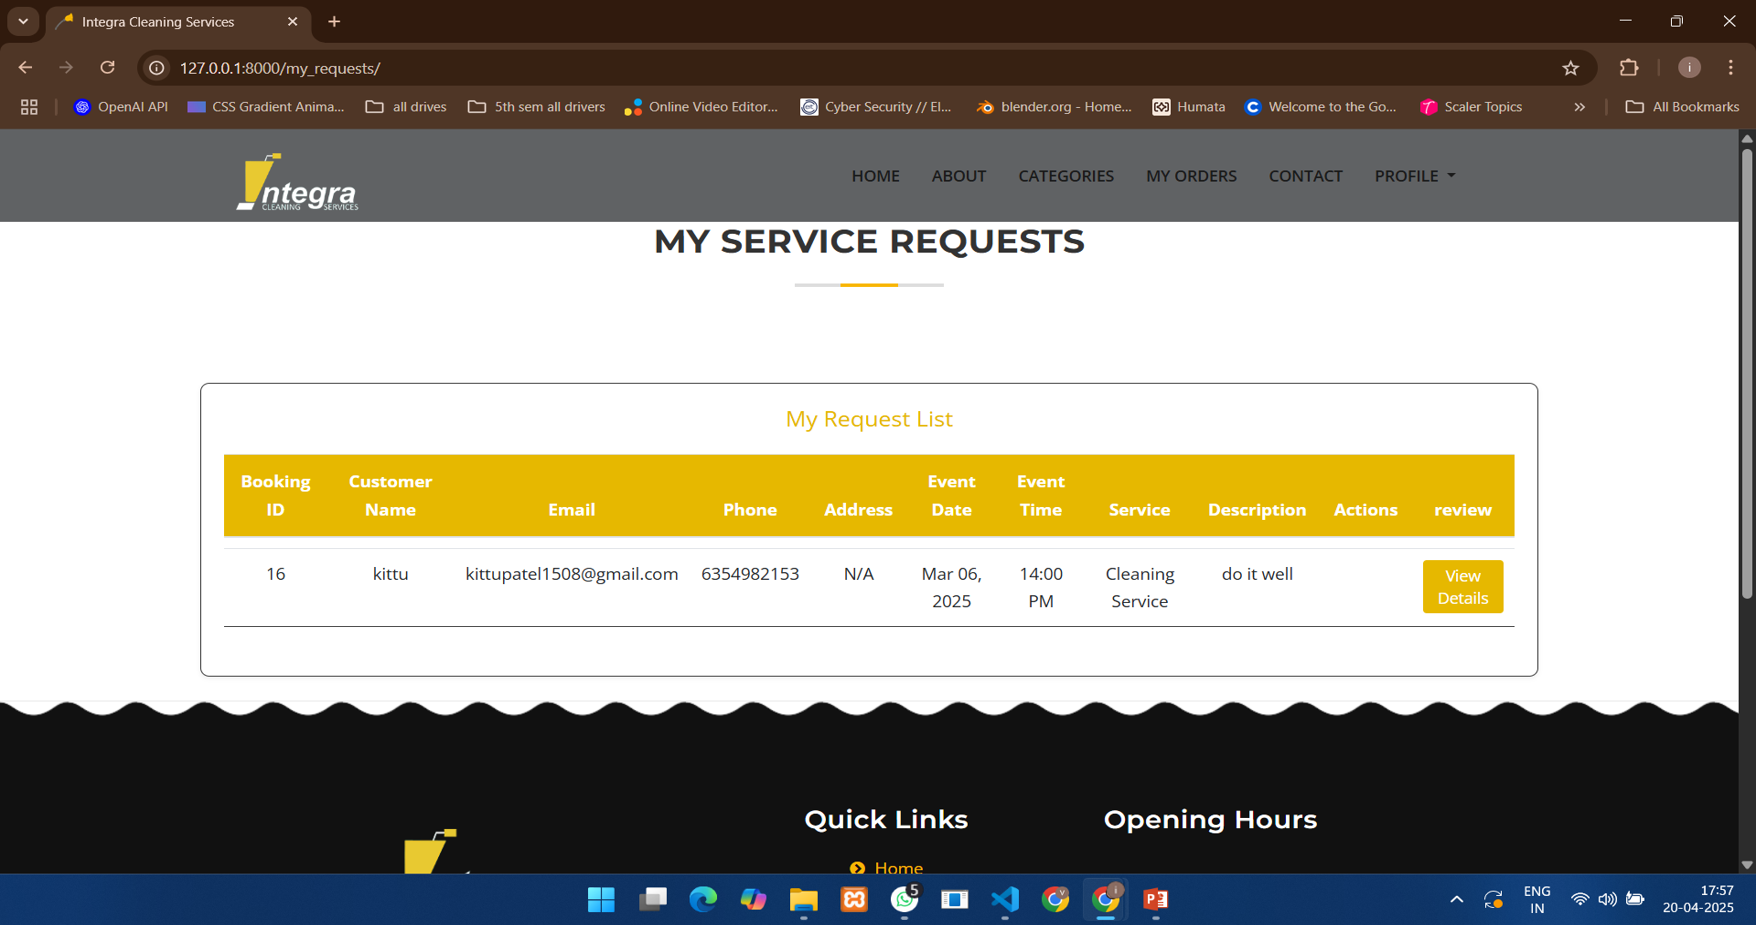 Integra Cleaning Services
127.0.0.1:8000/my_requests/
i
OpenAI API
CSS Gradient Anima...
all drives
5th sem all drivers
Online Video Editor...
Cyber Security // El...
blender.org - Home...
Humata
Welcome to the Go...
Scaler Topics
»
All Bookmarks
ntegra
CLEANING SERVICES
HOME
ABOUT
CATEGORIES
MY ORDERS
CONTACT
PROFILE
MY SERVICE REQUESTS
My Request List
Booking ID
Customer Name
Email
Phone
Address
Event Date
Event Time
Service
Description
Actions
review
16
kittu
kittupatel1508@gmail.com
6354982153
N/A
Mar 06, 2025
14:00 PM
Cleaning Service
do it well
View Details
Quick Links
Opening Hours
Home
5
ENG
IN
17:57
20-04-2025